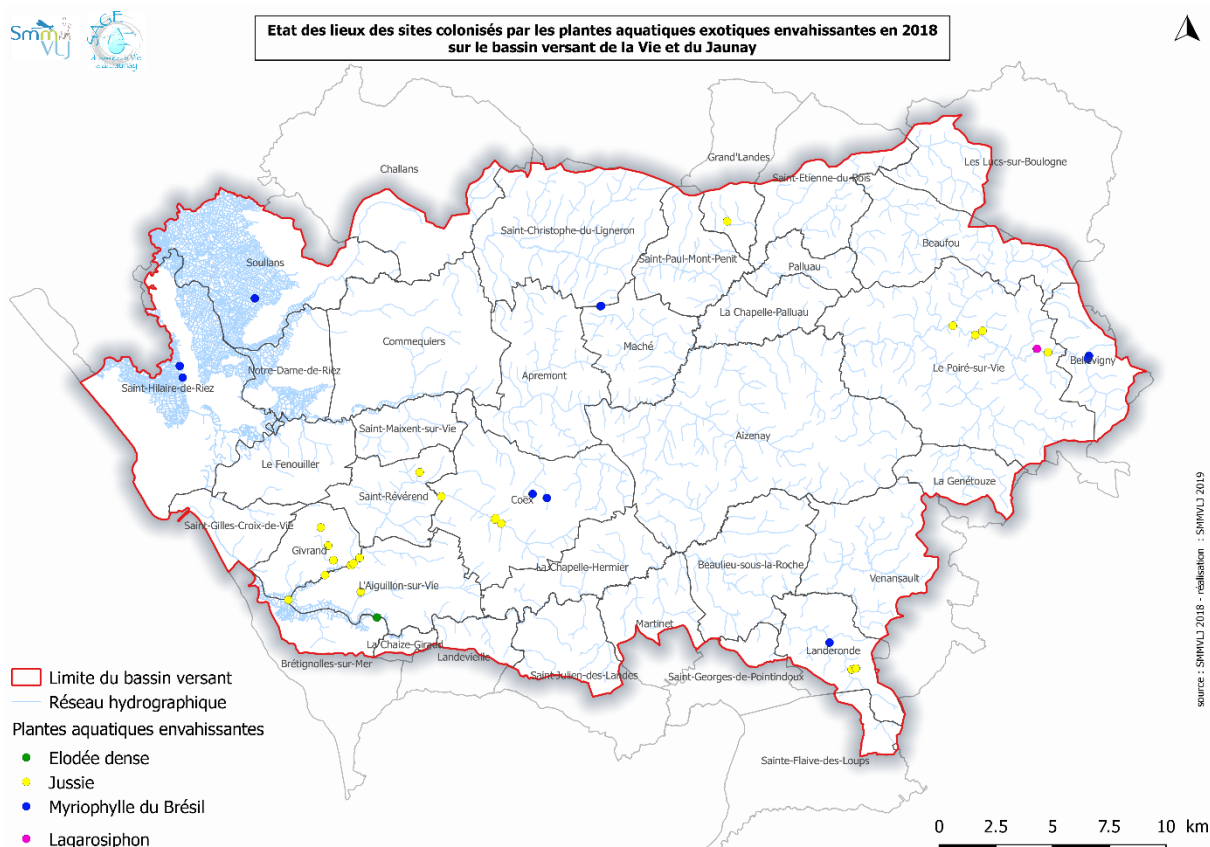 Smm
VLJ
SAGE
Etat des lieux des sites colonisés par les plantes aquatiques exotiques envahissantes en 2018
sur le bassin versant de la Vie et du Jaunay
Grand'Landes
Les Lucs-sur-Boulogne
Challans
Saint-Etienne-du-Bois
Saint-Christophe-du-Ligneron
Beaufou
Saint-Paul-Mont-Penit
Soullans
Palluau
La Chapelle-Palluau
Commequiers
Maché
Bellevigny
Le Poiré-sur-Vie
Notre-Dame-de-Riez
Apremont
Saint-Hilaire-de-Riez
Saint-Maixent-sur-Vie
Aizenay
Le Fenouiller
La Genétouze
Saint-Révérend
Coëx
Saint-Gilles-Croix-de-Vie
Givrand
La Chapelle-Hermier
Beaulieu-sous-la-Roche
Venansault
L'Aiguillon-sur-Vie
Martinet
La Chaize-Giraud
Landeronde
Landevieille
Brétignolles-sur-Mer
Saint-Julien-des-Landes
Saint-Georges-de-Pointindoux
Sainte-Flaive-des-Loups
source : SMMVLJ 2018 - réalisation : SMMVLJ 2019
Limite du bassin versant
Réseau hydrographique
Plantes aquatiques envahissantes
Elodée dense
Jussie
Myriophylle du Brésil
Lagarosiphon
0 2.5 5 7.5 10 km